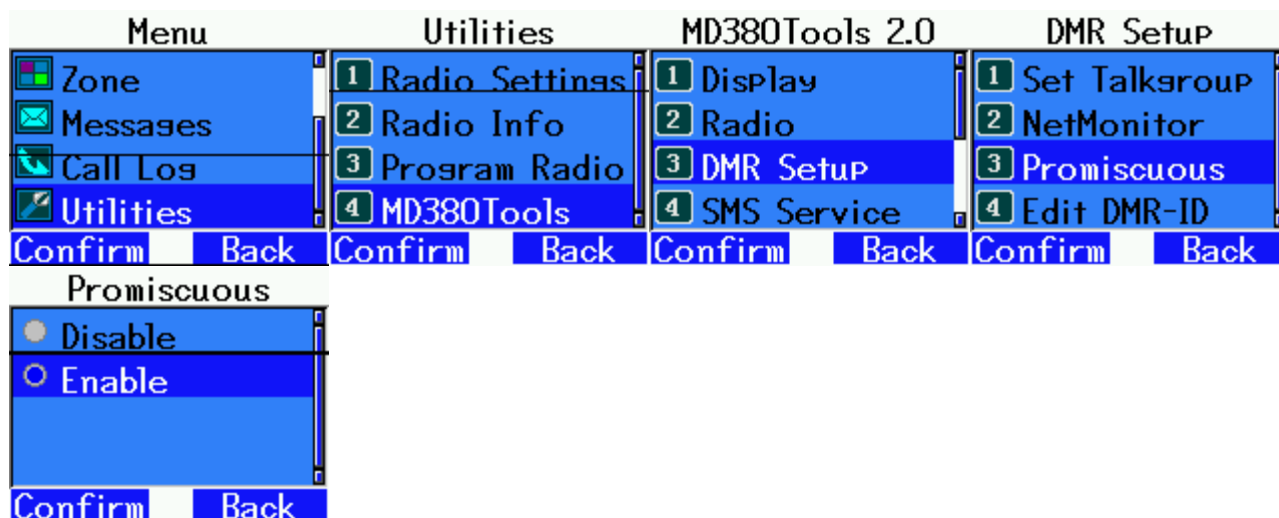 Menu
Zone
Messages
Call Log
Utilities
Confirm Back
Utilities
1 Radio Settings
2 Radio Info
3 Program Radio
4 MD380Tools
Confirm Back
MD380Tools 2.0
1 Display
2 Radio
3 DMR Setup
4 SMS Service
Confirm Back
DMR Setup
1 Set Talkgroup
2 NetMonitor
3 Promiscuous
4 Edit DMR-ID
Confirm Back
Promiscuous
Disable
Enable
Confirm Back